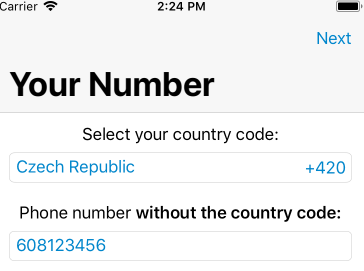 Carrier 2:24 PM
Next
Your Number
Select your country code:
Czech Republic +420
Phone number without the country code:
608123456